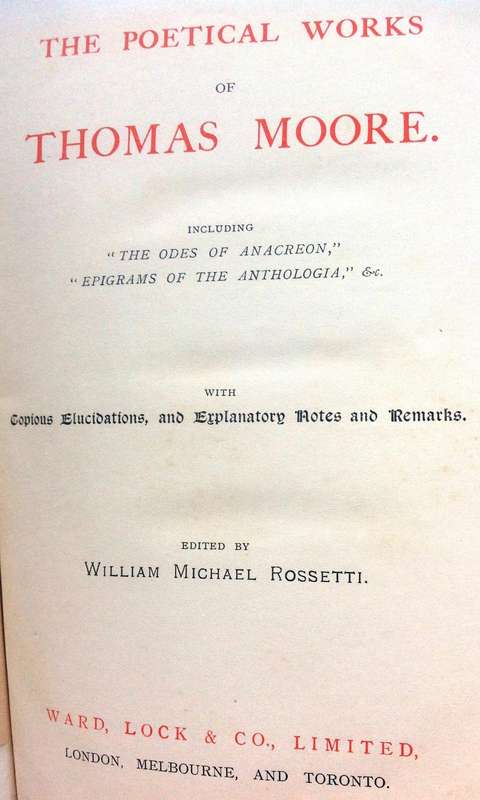 THE POETICAL WORKS
OF
THOMAS MOORE.
INCLUDING
"THE ODES OF ANACREON,"
"EPIGRAMS OF THE ANTHOLOGIA," &c.
WITH
Copious Elucidations, and Explanatory Notes and Remarks.
EDITED BY
WILLIAM MICHAEL ROSSETTI.
WARD, LOCK & CO., LIMITED,
LONDON, MELBOURNE, AND TORONTO.